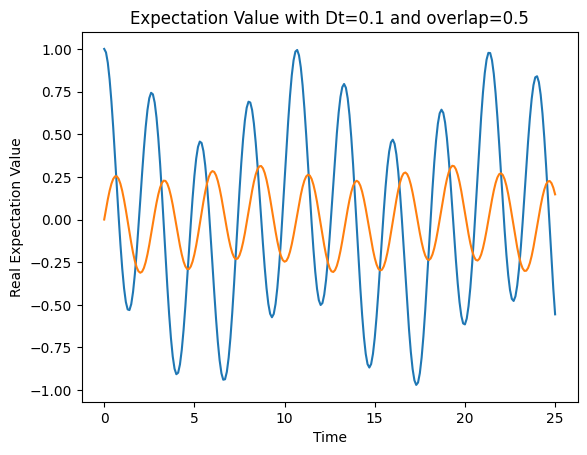 Expectation Value with Dt=0.1 and overlap=0.5
1.00
0.75
0.50
0.25
0.00
−0.25
−0.50
−0.75
−1.00
Real Expectation Value
0 5 10 15 20 25
Time